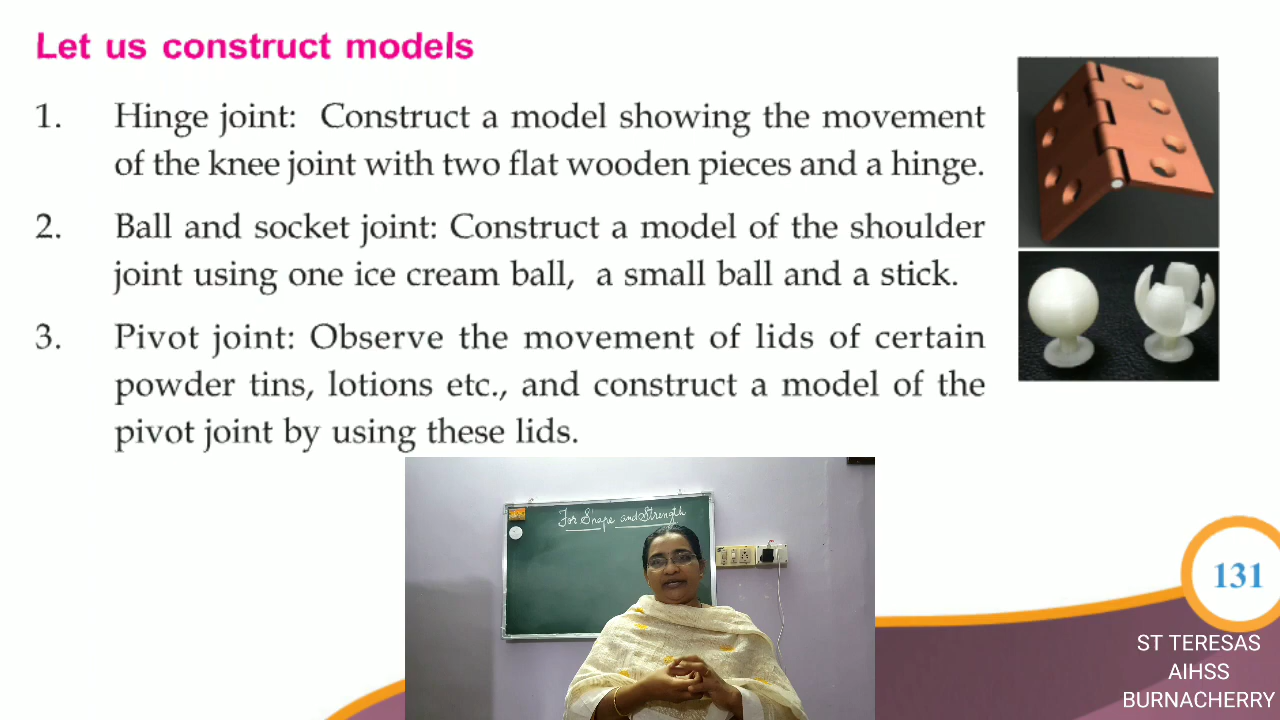 Let us construct models
1. Hinge joint: Construct a model showing the movement
of the knee joint with two flat wooden pieces and a hinge.
2. Ball and socket joint: Construct a model of the shoulder
joint using one ice cream ball, a small ball and a stick.
3. Pivot joint: Observe the movement of lids of certain
powder tins, lotions etc., and construct a model of the
pivot joint by using these lids.
For Shape and Strength
131
ST TERESAS
AIHSS
BURNACHERRY